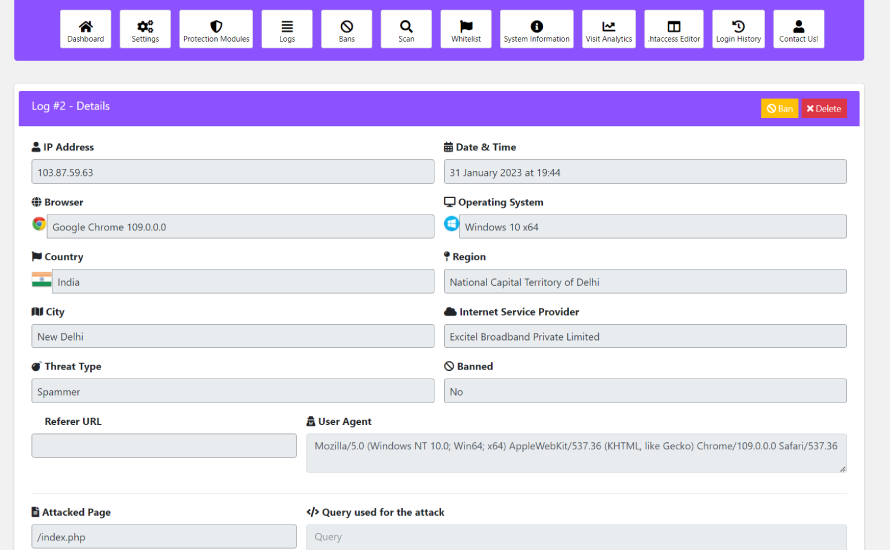 Dashboard Settings Protection Modules Logs Bans Scan Whitelist System Information Visit Analytics .htaccess Editor Login History Contact Us!
Log #2 - Details Ban Delete
IP Address Date & Time
103.87.59.63 31 January 2023 at 19:44
Browser Operating System
Google Chrome 109.0.0.0 Windows 10 x64
Country Region
India National Capital Territory of Delhi
City Internet Service Provider
New Delhi Excitel Broadband Private Limited
Threat Type Banned
Spammer No
Referer URL User Agent
Mozilla/5.0 (Windows NT 10.0; Win64; x64) AppleWebKit/537.36 (KHTML, like Gecko) Chrome/109.0.0.0 Safari/537.36
Attacked Page Query used for the attack
/index.php Query